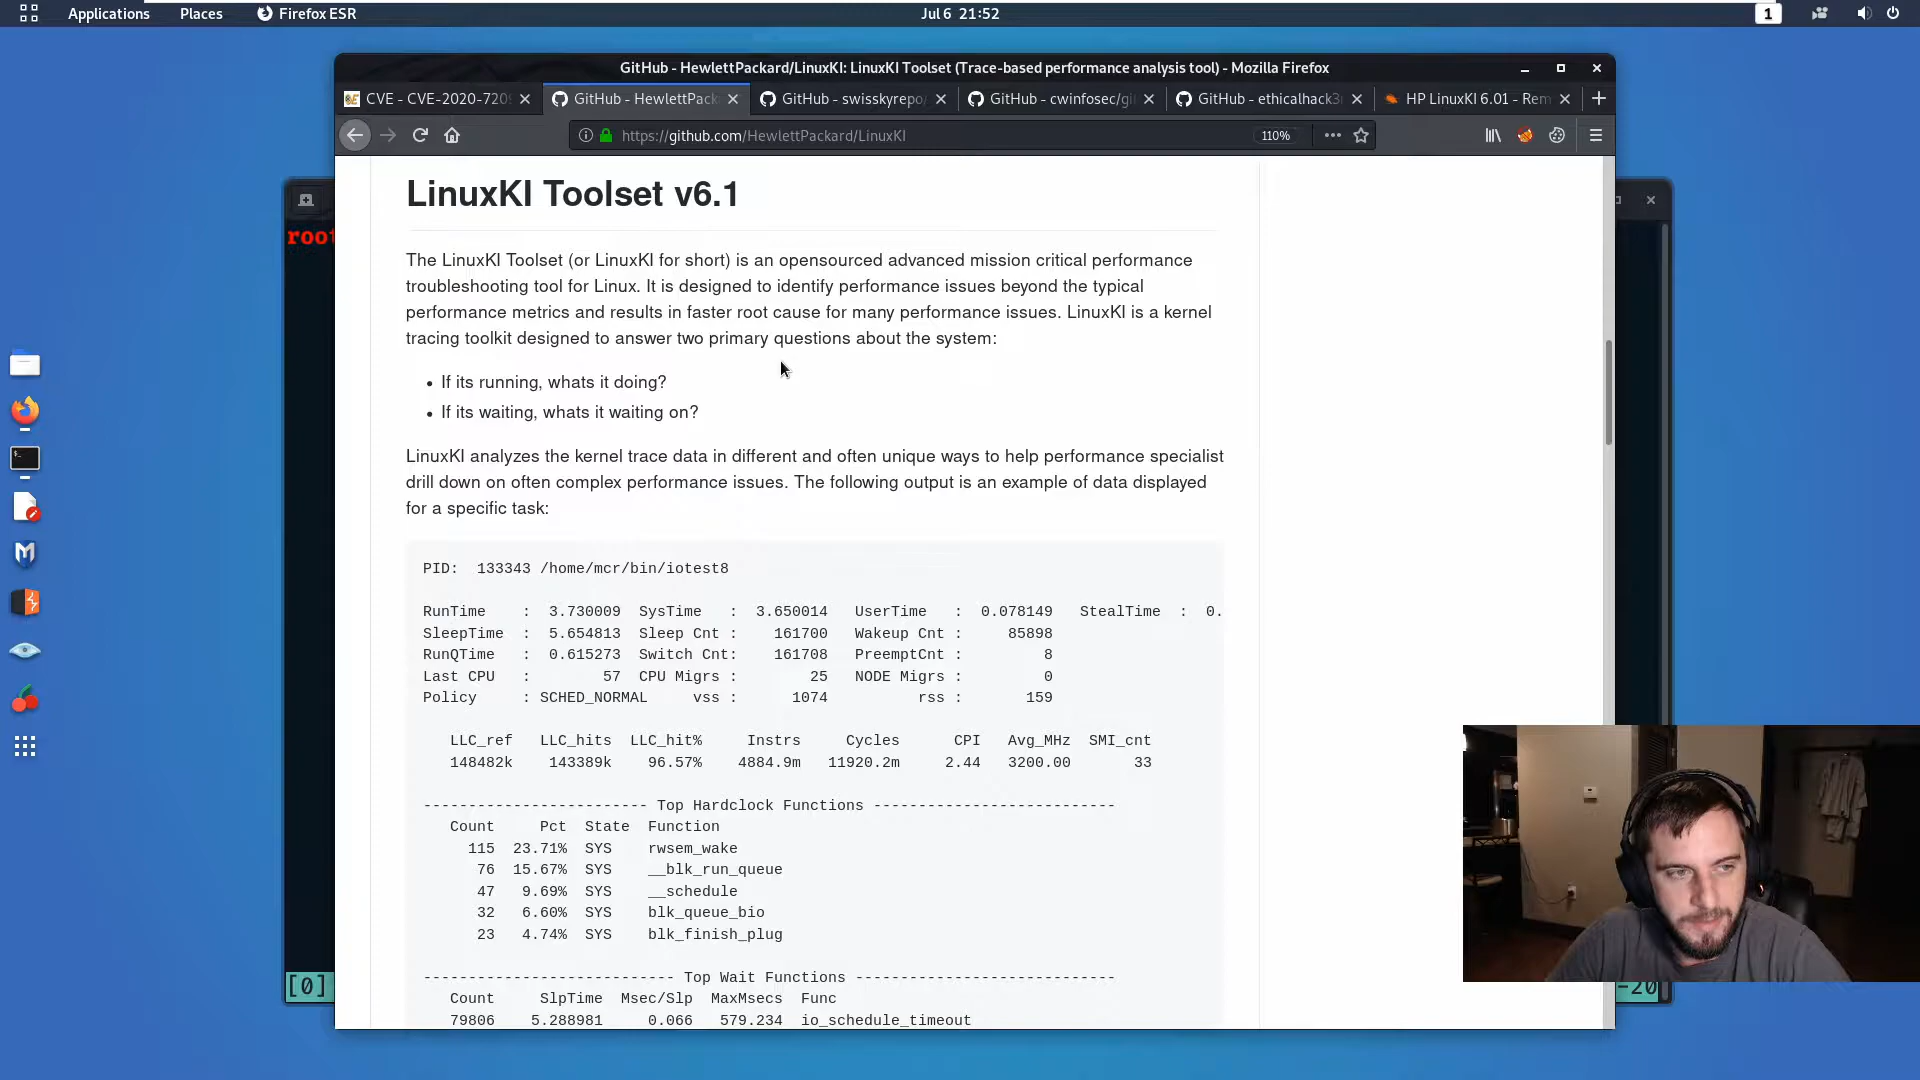 Applications Places Firefox ESR Jul 6 21:52 1
GitHub - HewlettPackard/LinuxKI: LinuxKI Toolset (Trace-based performance analysis tool) - Mozilla Firefox
CVE - CVE-2020-720 GitHub - HewlettPack GitHub - swisskyrepo/ GitHub - cwinfosec/gi GitHub - ethicalhack3 HP LinuxKI 6.01 - Rem
https://github.com/HewlettPackard/LinuxKI 110%
root
LinuxKI Toolset v6.1
The LinuxKI Toolset (or LinuxKI for short) is an opensourced advanced mission critical performance
troubleshooting tool for Linux. It is designed to identify performance issues beyond the typical
performance metrics and results in faster root cause for many performance issues. LinuxKI is a kernel
tracing toolkit designed to answer two primary questions about the system:
• If its running, whats it doing?
• If its waiting, whats it waiting on?
LinuxKI analyzes the kernel trace data in different and often unique ways to help performance specialist
drill down on often complex performance issues. The following output is an example of data displayed
for a specific task:
PID: 133343 /home/mcr/bin/iotest8
RunTime : 3.730009 SysTime : 3.650014 UserTime : 0.078149 StealTime : 0.
SleepTime : 5.654813 Sleep Cnt : 161700 Wakeup Cnt : 85898
RunQTime : 0.615273 Switch Cnt: 161708 PreemptCnt : 8
Last CPU : 57 CPU Migrs : 25 NODE Migrs : 0
Policy : SCHED_NORMAL vss : 1074 rss : 159
LLC_ref LLC_hits LLC_hit% Instrs Cycles CPI Avg_MHz SMI_cnt
148482k 143389k 96.57% 4884.9m 11920.2m 2.44 3200.00 33
------------------------- Top Hardclock Functions ---------------------------
Count Pct State Function
115 23.71% SYS rwsem_wake
76 15.67% SYS __blk_run_queue
47 9.69% SYS __schedule
32 6.60% SYS blk_queue_bio
23 4.74% SYS blk_finish_plug
---------------------------- Top Wait Functions -----------------------------
Count SlpTime Msec/Slp MaxMsecs Func
79806 5.288981 0.066 579.234 io_schedule_timeout
[0] -20